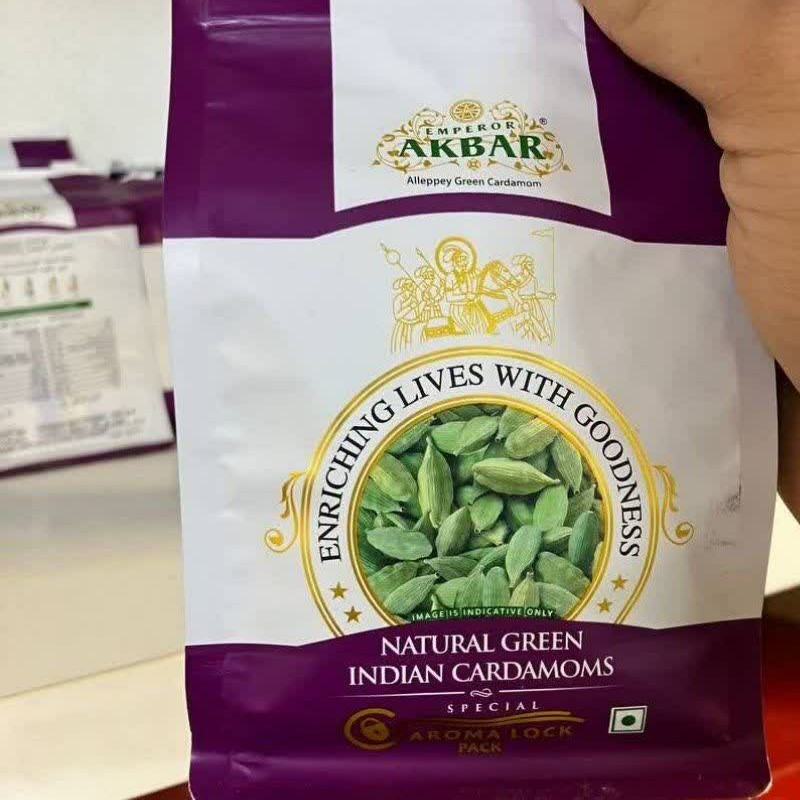 EMPEROR
AKBAR®
Alleppey Green Cardamom
ENRICHING LIVES WITH GOODNESS
IMAGE IS INDICATIVE ONLY
NATURAL GREEN
INDIAN CARDAMOMS
SPECIAL
AROMA LOCK
PACK